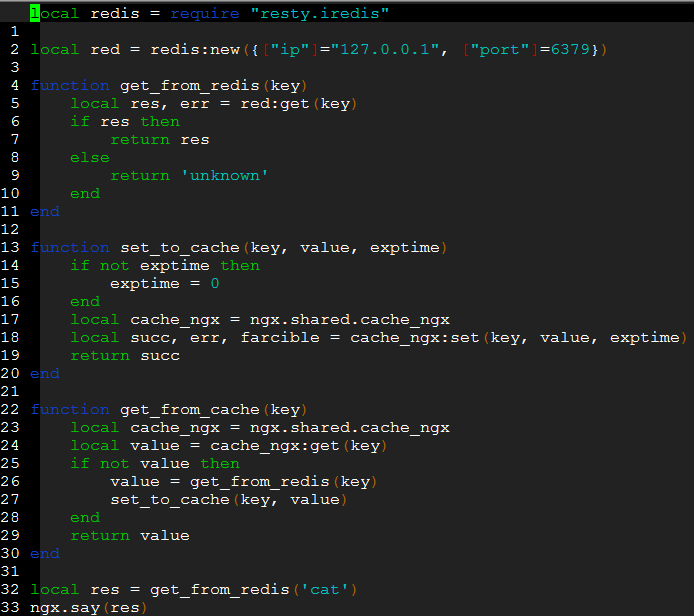 local redis = require "resty.iredis"
1
2 local red = redis:new({["ip"]="127.0.0.1", ["port"]=6379})
3
4 function get_from_redis(key)
5     local res, err = red:get(key)
6     if res then
7         return res
8     else
9         return 'unknown'
10     end
11 end
12
13 function set_to_cache(key, value, exptime)
14     if not exptime then
15         exptime = 0
16     end
17     local cache_ngx = ngx.shared.cache_ngx
18     local succ, err, farcible = cache_ngx:set(key, value, exptime)
19     return succ
20 end
21
22 function get_from_cache(key)
23     local cache_ngx = ngx.shared.cache_ngx
24     local value = cache_ngx:get(key)
25     if not value then
26         value = get_from_redis(key)
27         set_to_cache(key, value)
28     end
29     return value
30 end
31
32 local res = get_from_redis('cat')
33 ngx.say(res)